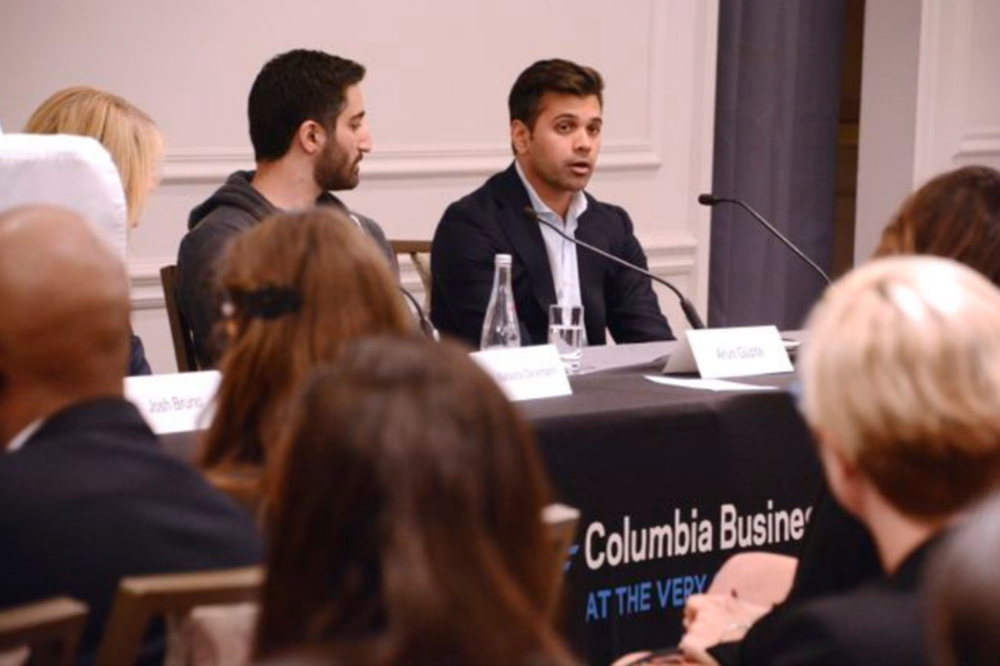 Josh Bruno
Arun Gupta
Columbia Busines
AT THE VERY